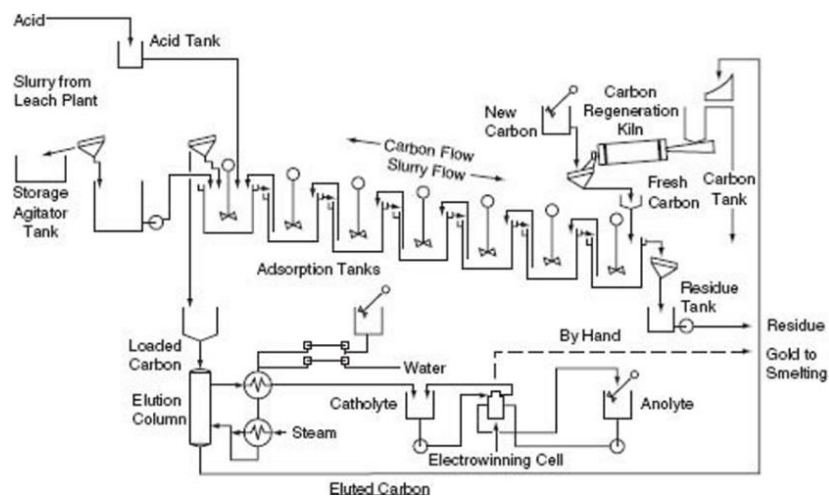 Acid
Acid Tank
Slurry from
Leach Plant
New
Carbon
Carbon
Regeneration
Kiln
Carbon Flow
Slurry Flow
Storage
Agitator
Tank
Fresh
Carbon
Carbon
Tank
Adsorption Tanks
Residue
Tank
Residue
By Hand
Loaded
Carbon
Water
Gold to
Smelting
Elution
Column
Catholyte
Anolyte
Steam
Electrowinning Cell
Eluted Carbon